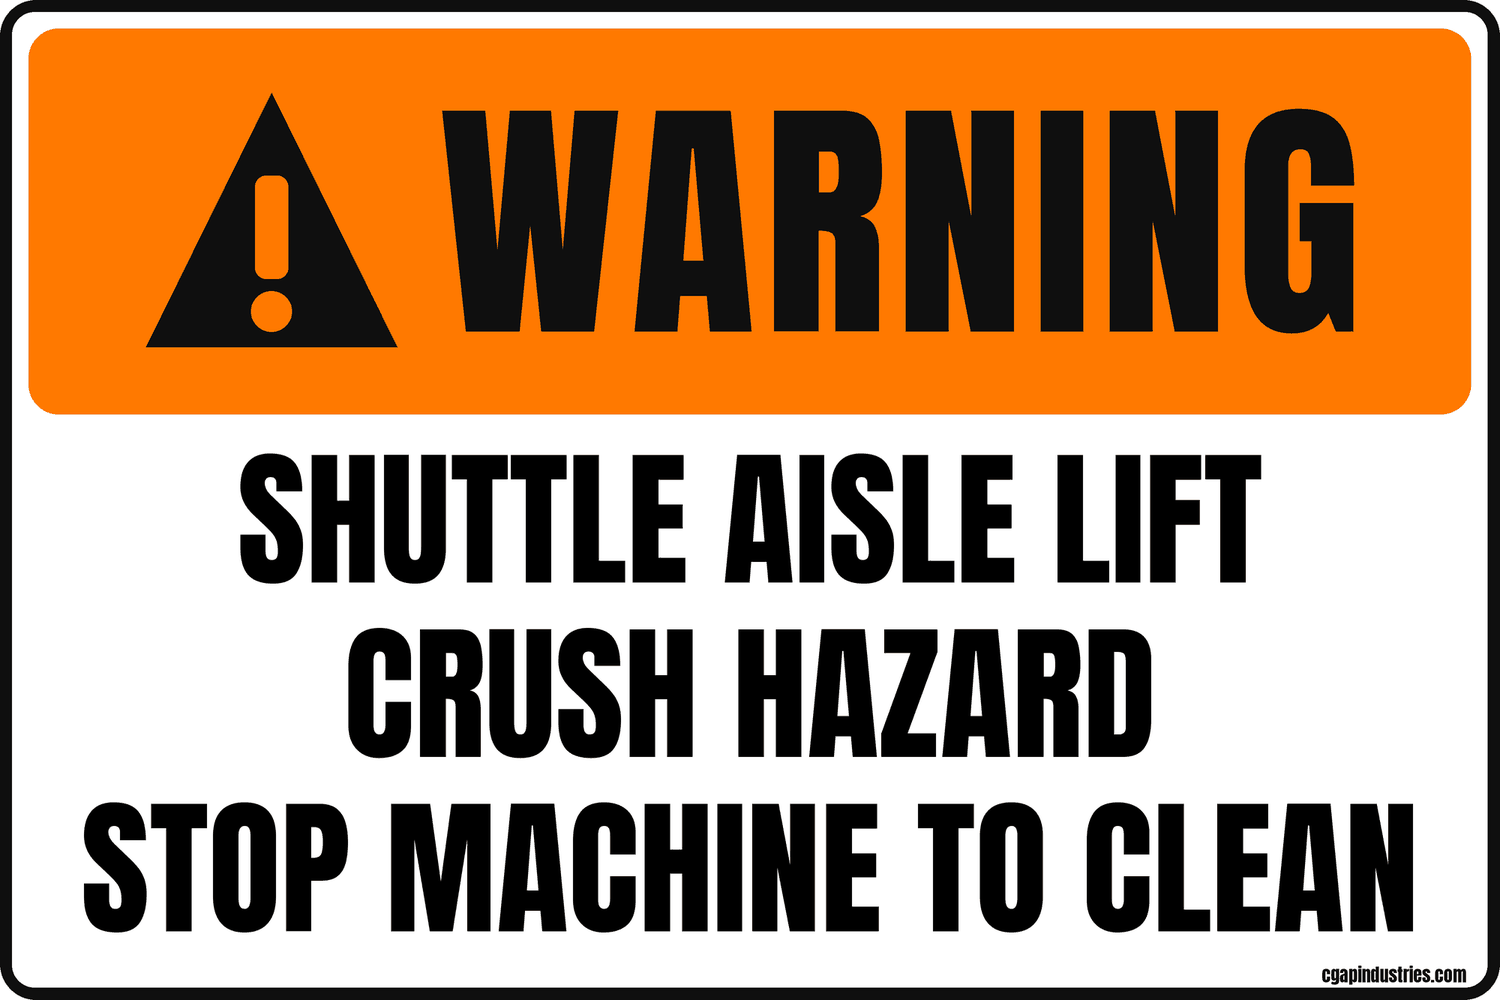 WARNING
SHUTTLE AISLE LIFT
CRUSH HAZARD
STOP MACHINE TO CLEAN
cgapindustries.com